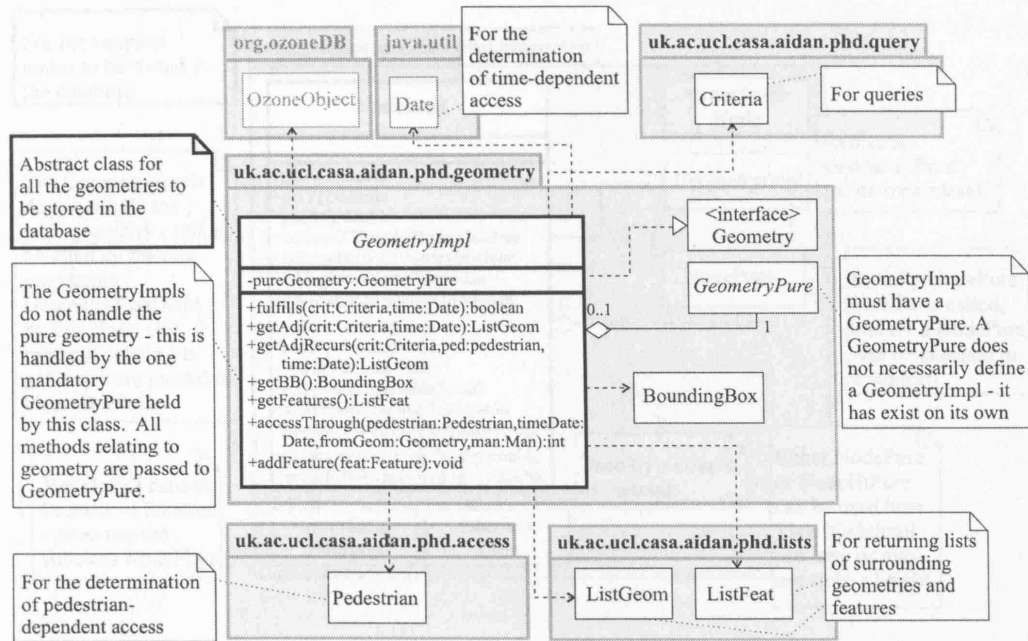 org.ozoneDB
java.util
For the
determination
of time-dependent
access
uk.ac.ucl.casa.aidan.phd.query
OzoneObject
Date
Criteria
For queries
Abstract class for
all the geometries to
be stored in the
database
uk.ac.ucl.casa.aidan.phd.geometry
GeometryImpl
-pureGeometry:GeometryPure
+fulfills(crit:Criteria,time:Date):boolean
+getAdj(crit:Criteria,time:Date):ListGeom
+getAdjRecurs(crit:Criteria,ped:pedestrian,
time:Date):ListGeom
+getBB():BoundingBox
+getFeatures():ListFeat
+accessThrough(pedestrian:Pedestrian,timeDate:
Date,fromGeom:Geometry,man:Man):int
+addFeature(feat:Feature):void
<interface>
Geometry
GeometryPure
0..1
1
BoundingBox
GeometryImpl
must have a
GeometryPure. A
GeometryPure does
not necessarily define
a GeometryImpl - it
has exist on its own
The GeometryImpls
do not handle the
pure geometry - this is
handled by the one
mandatory
GeometryPure held
by this class. All
methods relating to
geometry are passed to
GeometryPure.
uk.ac.ucl.casa.aidan.phd.access
Pedestrian
For the determination
of pedestrian-
dependent access
uk.ac.ucl.casa.aidan.phd.list
ListGeom
ListFeat
For returning lists
of surrounding
geometries and
features